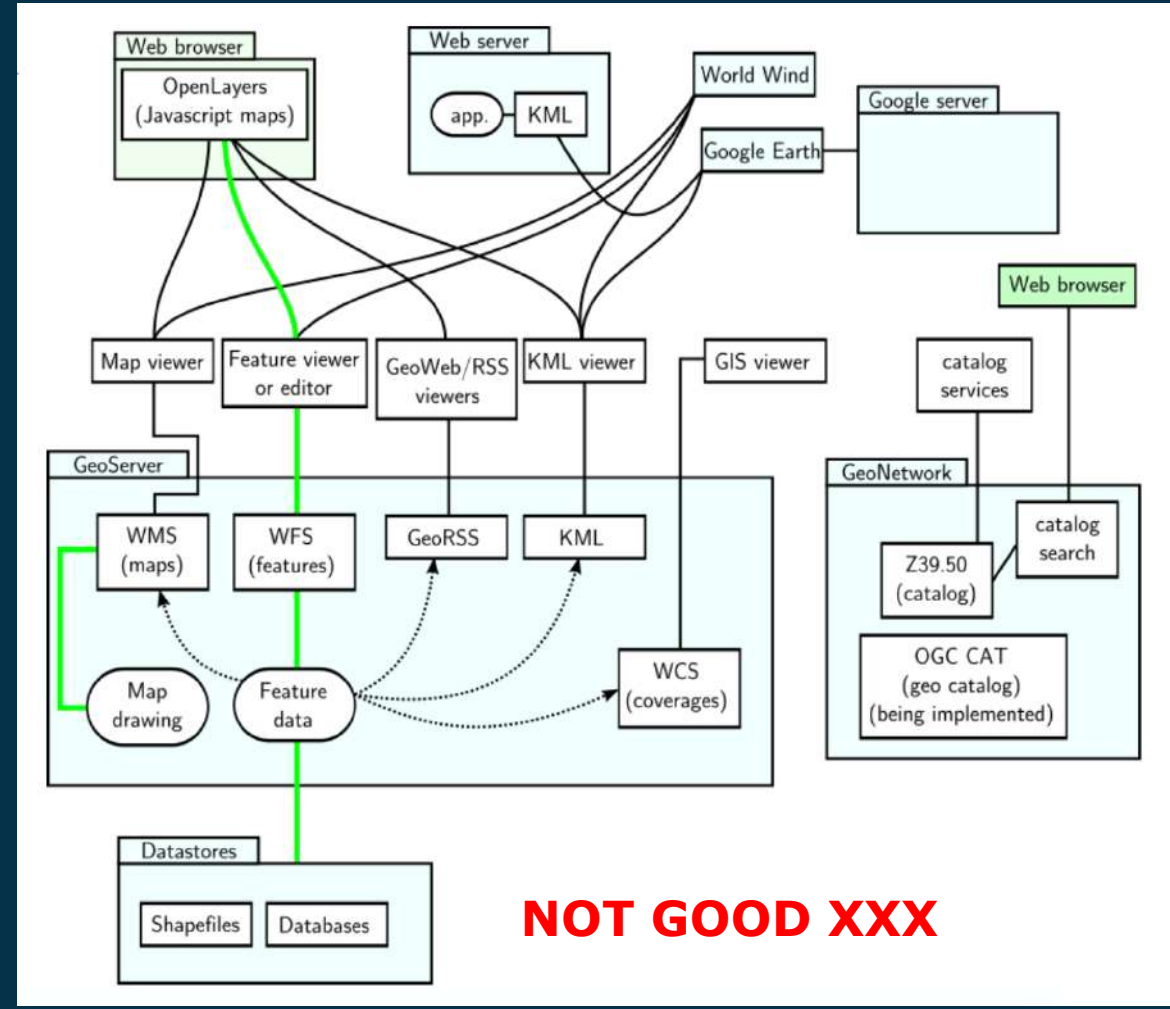 Web browser
OpenLayers
(Javascript maps)
Web server
app.
KML
World Wind
Google Earth
Google server
Web browser
Map viewer
Feature viewer
or editor
GeoWeb/RSS
viewers
KML viewer
GIS viewer
catalog
services
GeoServer
WMS
(maps)
WFS
(features)
GeoRSS
KML
Map
drawing
Feature
data
WCS
(coverages)
GeoNetwork
catalog
search
Z39.50
(catalog)
OGC CAT
(geo catalog)
(being implemented)
Datastores
Shapefiles
Databases
NOT GOOD XXX